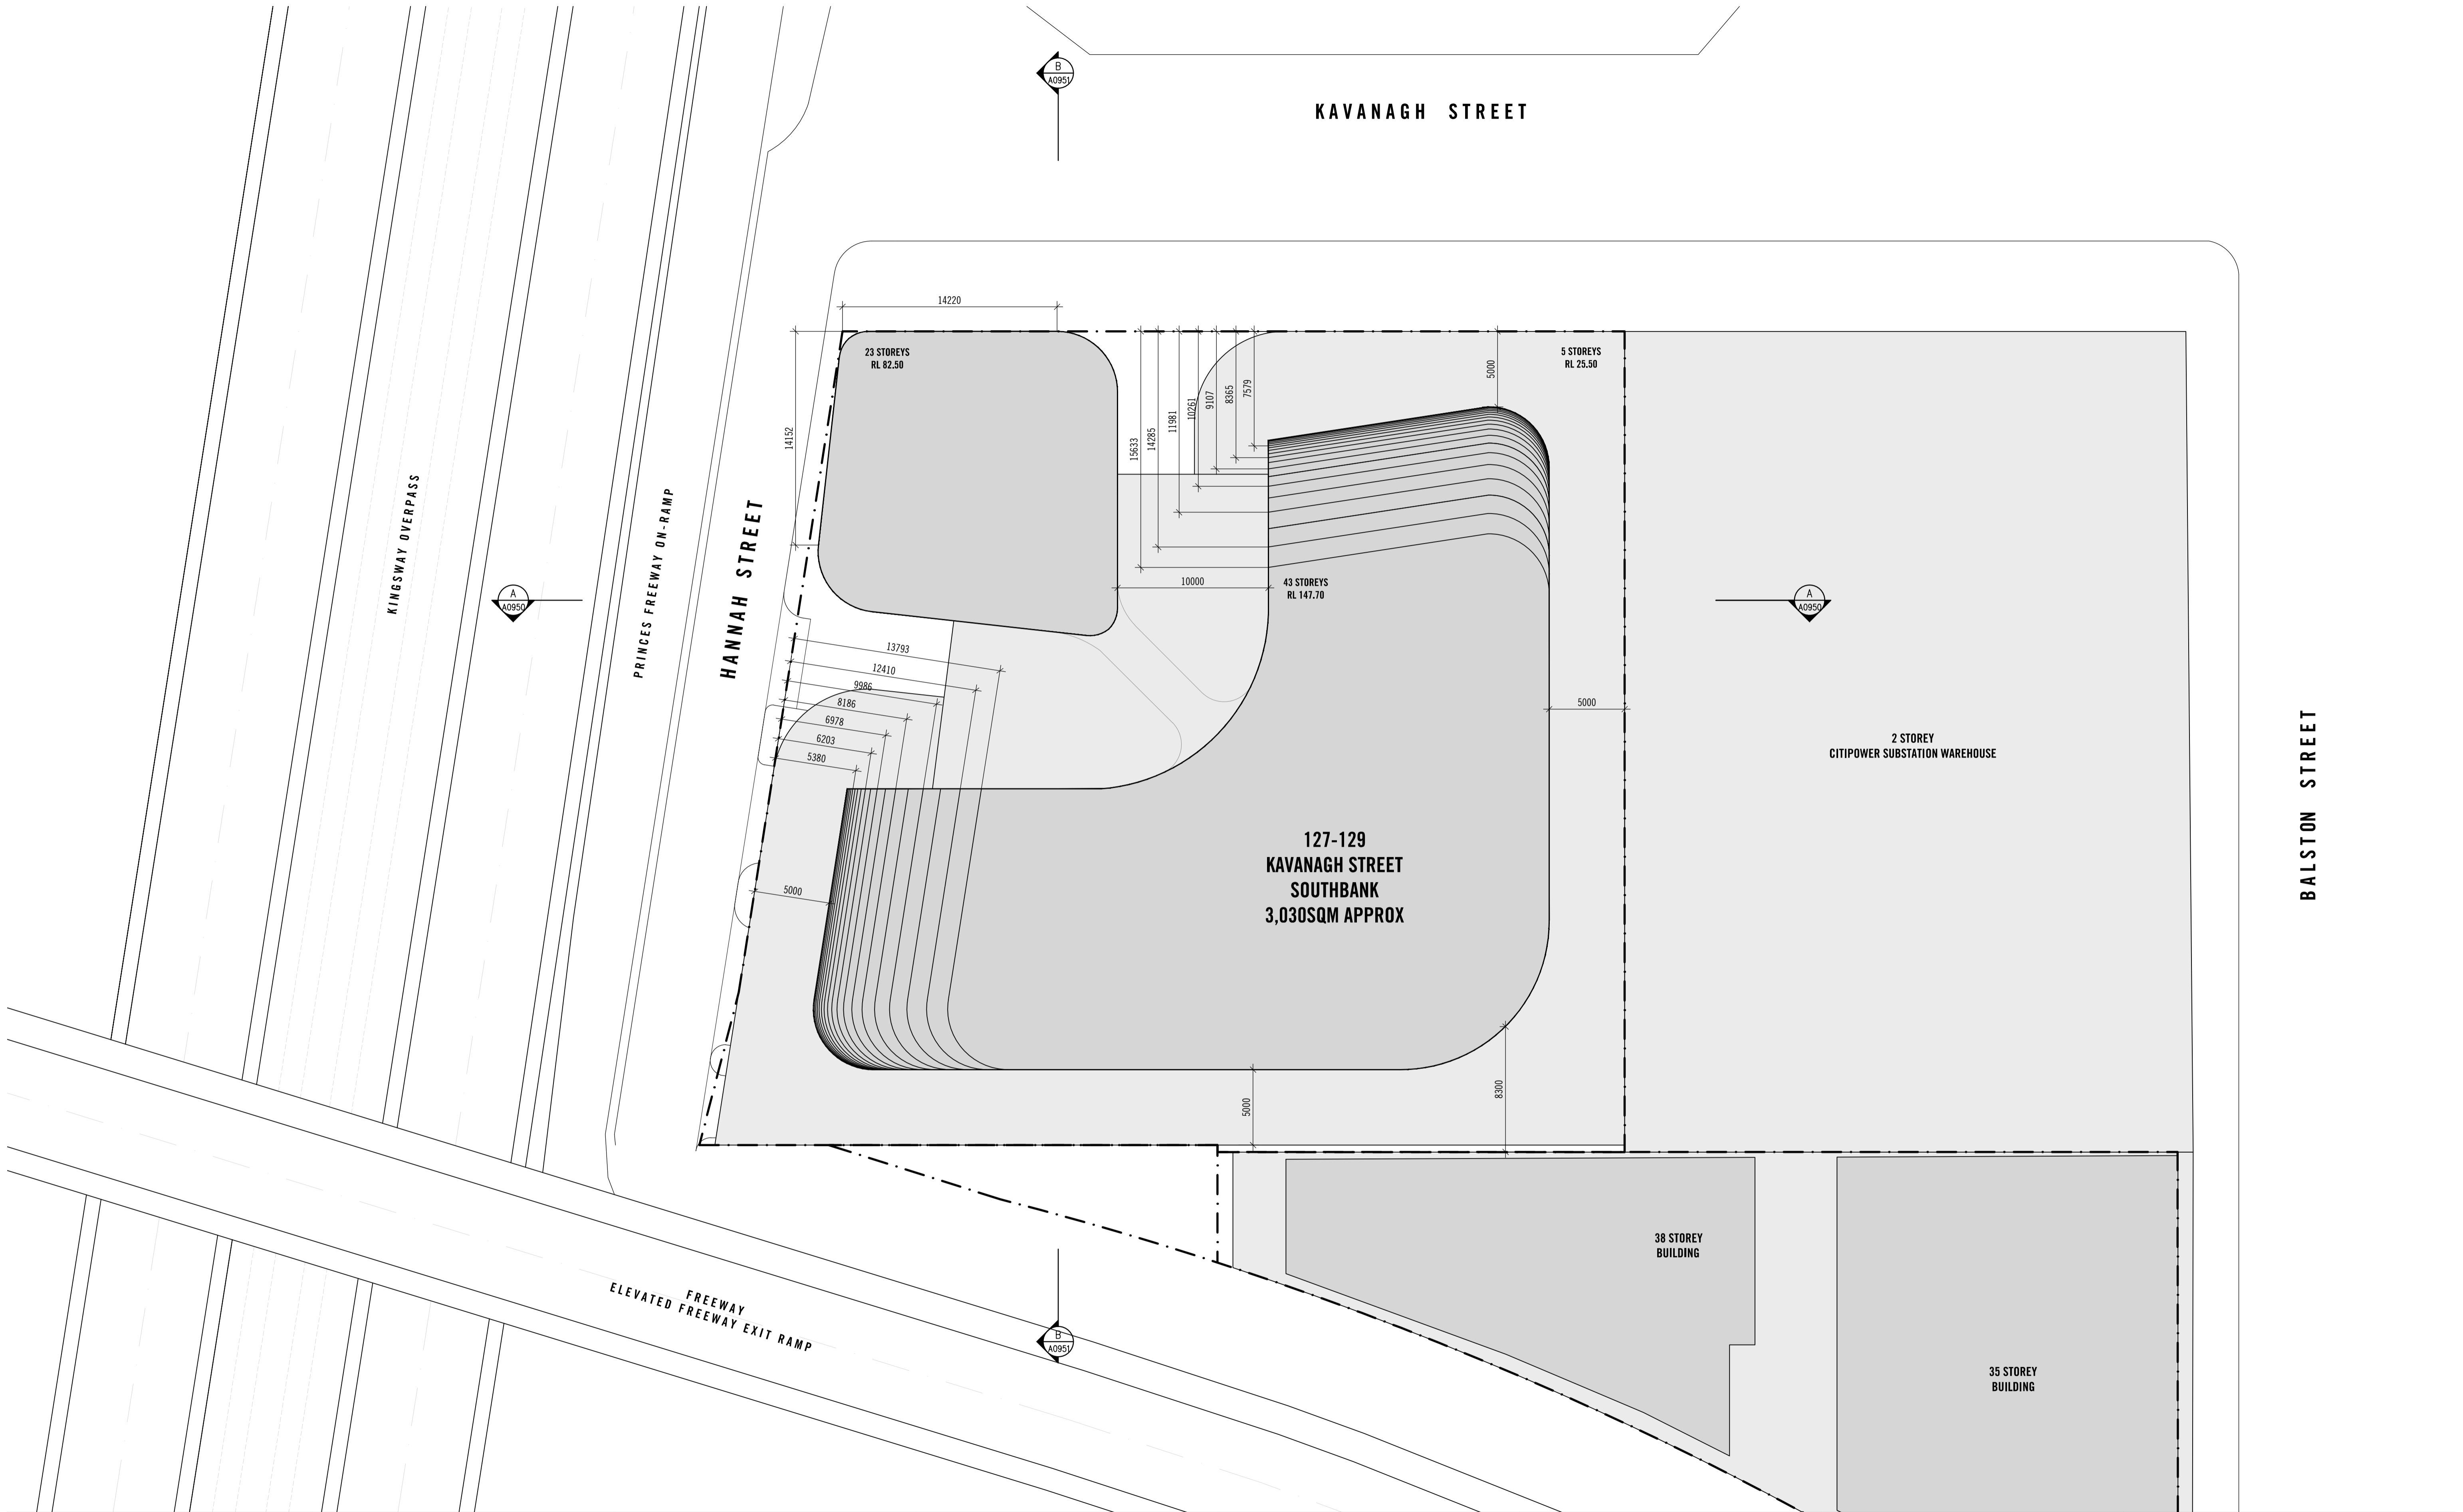 B
A0951
KAVANAGH STREET
14220
23 STOREYS
RL 82.50
5 STOREYS
RL 25.50
5000
7579
8365
9107
10261
11981
14285
15633
14152
KINGSWAY OVERPASS
PRINCES FREEWAY ON-RAMP
HANNAH STREET
10000
43 STOREYS
RL 147.70
A
A0950
A
A0950
13793
12410
9986
8186
6978
6203
5380
5000
2 STOREY
CITIPOWER SUBSTATION WAREHOUSE
BALSTON STREET
127-129
KAVANAGH STREET
SOUTHBANK
3,030SQM APPROX
5000
5000
8300
38 STOREY
BUILDING
FREEWAY
ELEVATED FREEWAY EXIT RAMP
B
A0951
35 STOREY
BUILDING